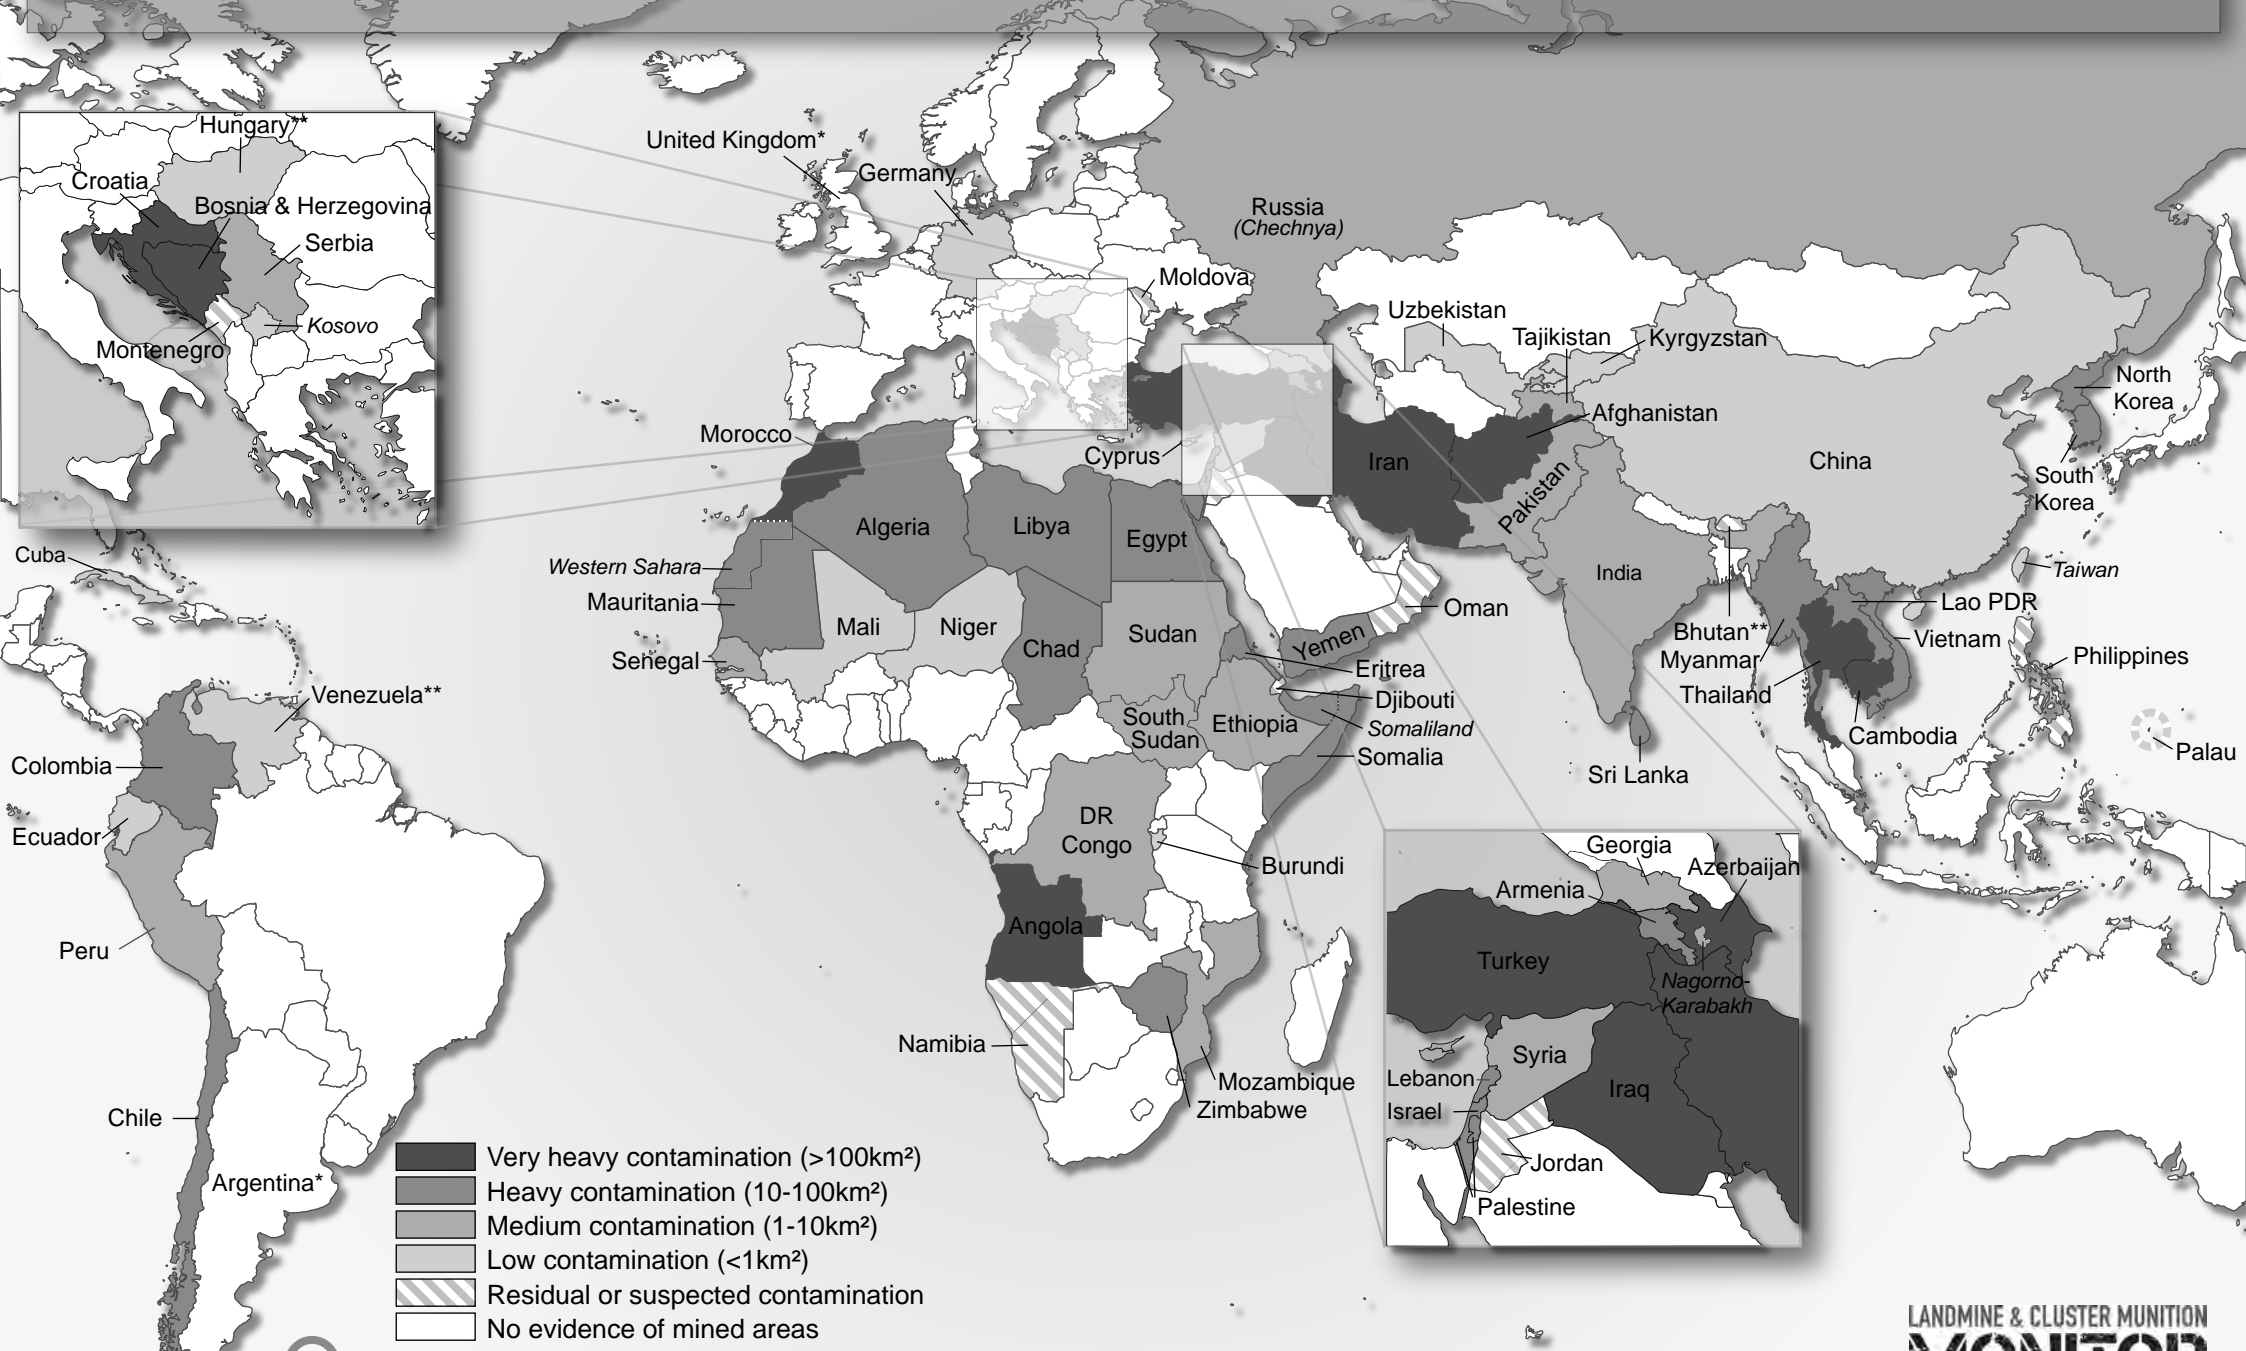 Hungary**
Croatia
Bosnia & Herzegovina
Serbia
Kosovo
Montenegro
United Kingdom*
Germany
Russia
(Chechnya)
Moldova
Uzbekistan
Tajikistan
Kyrgyzstan
North
Korea
Afghanistan
Morocco
Cyprus
Iran
China
South
Korea
Pakistan
Algeria
Libya
Egypt
Cuba
Western Sahara
India
Taiwan
Mauritania
Oman
Lao PDR
Mali
Niger
Sudan
Yemen
Bhutan**
Vietnam
Chad
Senegal
Eritrea
Myanmar
Philippines
Venezuela**
Djibouti
Thailand
South
Sudan
Ethiopia
Somaliland
Cambodia
Colombia
Somalia
Palau
Sri Lanka
DR
Congo
Ecuador
Burundi
Georgia
Azerbaijan
Armenia
Angola
Peru
Turkey
Nagorno-
Karabakh
Namibia
Syria
Lebanon
Iraq
Mozambique
Israel
Zimbabwe
Chile
Jordan
Argentina*
Palestine
Very heavy contamination (>100km²)
Heavy contamination (10-100km²)
Medium contamination (1-10km²)
Low contamination (<1km²)
Residual or suspected contamination
No evidence of mined areas
LANDMINE & CLUSTER MUNITION
MONITOR